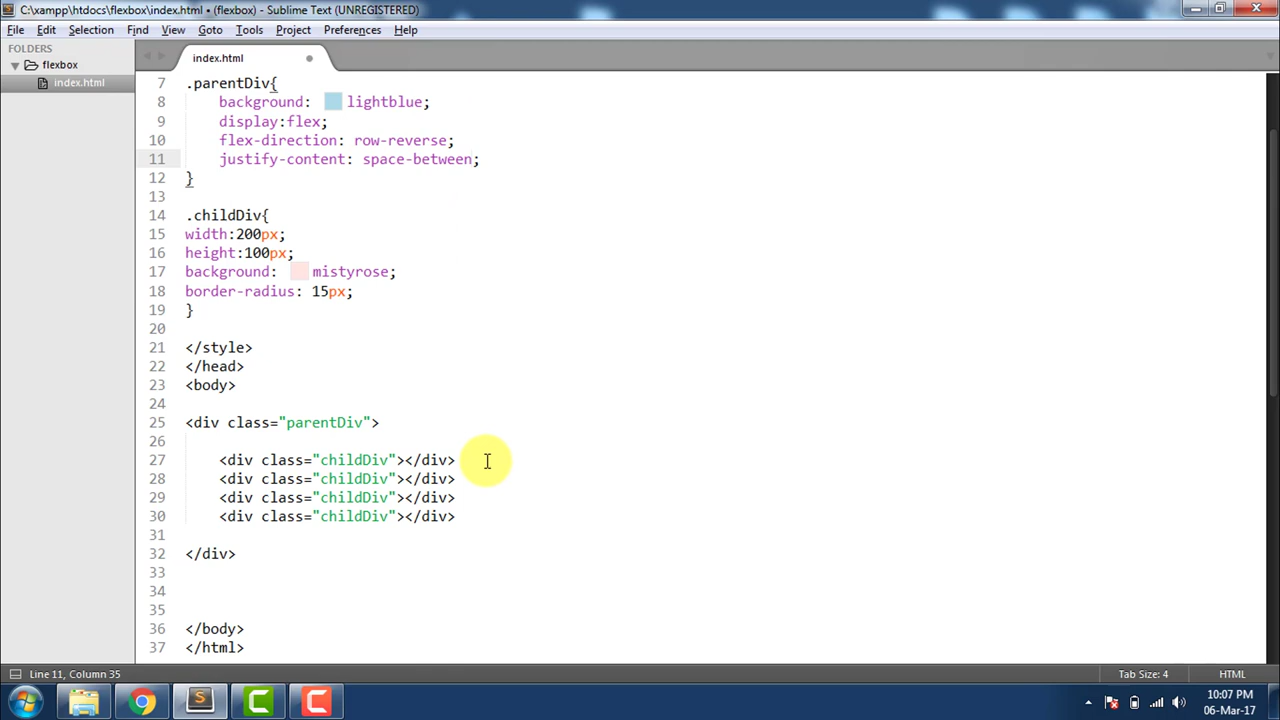 C:\xampp\htdocs\flexbox\index.html • (flexbox) - Sublime Text (UNREGISTERED)
File Edit Selection Find View Goto Tools Project Preferences Help
FOLDERS
flexbox
index.html
index.html
7 .parentDiv{
8 background: lightblue;
9 display:flex;
10 flex-direction: row-reverse;
11 justify-content: space-between;
12 }
13
14 .childDiv{
15 width:200px;
16 height:100px;
17 background: mistyrose;
18 border-radius: 15px;
19 }
20
21 </style>
22 </head>
23 <body>
24
25 <div class="parentDiv">
26
27 <div class="childDiv"></div>
28 <div class="childDiv"></div>
29 <div class="childDiv"></div>
30 <div class="childDiv"></div>
31
32 </div>
33
34
35
36 </body>
37 </html>
Line 11, Column 35 Tab Size: 4 HTML
10:07 PM
06-Mar-17